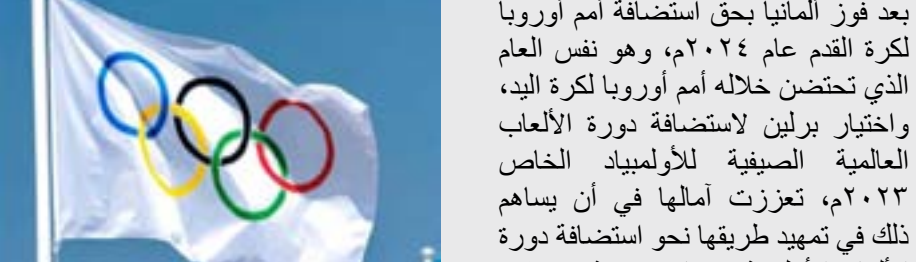 بعد فوز ألمانيا بحق استضافة أمم أوروبا
لكرة القدم عام ٢٠٢٤م، وهو نفس العام
الذي تحتضن خلاله أمم أوروبا لكرة اليد،
واختيار برلين لاستضافة دورة الألعاب
العالمية الصيفية للأولمبياد الخاص
٢٠٢٣م، تعززت آمالها في أن يساهم
ذلك في تمهيد طريقها نحو استضافة دورة